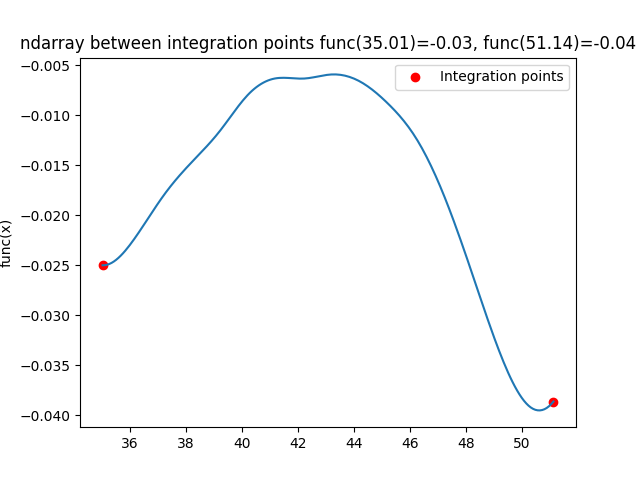 ndarray between integration points func(35.01)=-0.03, func(51.14)=-0.04
Integration points
func(x)
−0.005
−0.010
−0.015
−0.020
−0.025
−0.030
−0.035
−0.040
36 38 40 42 44 46 48 50